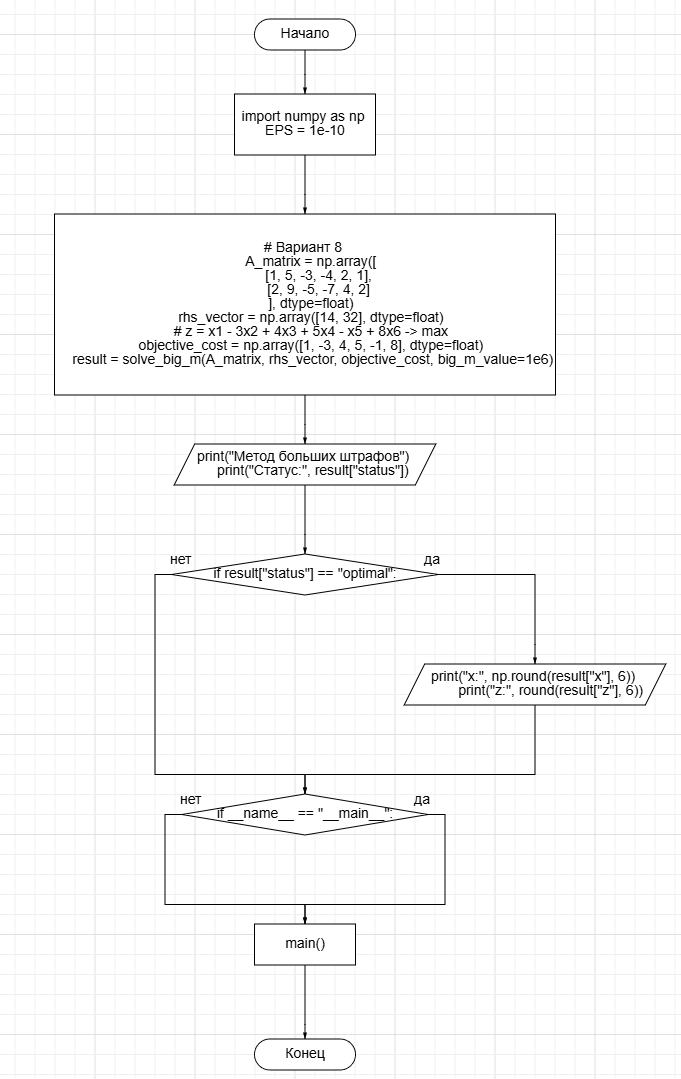 Начало
import numpy as np
EPS = 1e-10
# Вариант 8
A_matrix = np.array([
[1, 5, -3, -4, 2, 1],
[2, 9, -5, -7, 4, 2]
], dtype=float)
rhs_vector = np.array([14, 32], dtype=float)
# z = x1 - 3x2 + 4x3 + 5x4 - x5 + 8x6 -> max
objective_cost = np.array([1, -3, 4, 5, -1, 8], dtype=float)
result = solve_big_m(A_matrix, rhs_vector, objective_cost, big_m_value=1e6)
print("Метод больших штрафов")
print("Статус:", result["status"])
нет
да
if result["status"] == "optimal":
print("x:", np.round(result["x"], 6))
print("z:", round(result["z"], 6))
нет
да
if __name__ == "__main__":
main()
Конец